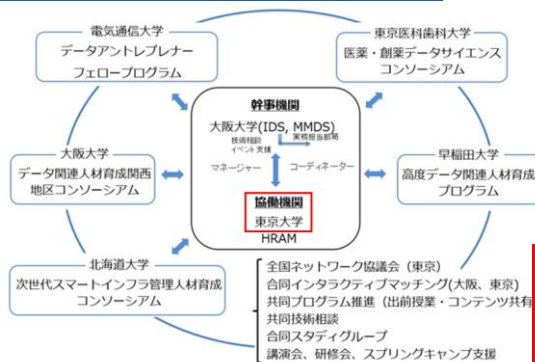 電気通信大学
データアントレプレナー
フェロープログラム
東京医科歯科大学
医薬・創薬データサイエンス
コンソーシアム
幹事機関
大阪大学(IDS, MMDS)
技術相談
イベント支援
実務担当部局
マネージャー
コーディネーター
協働機関
東京大学
HRAM
大阪大学
データ関連人材育成関西
地区コンソーシアム
早稲田大学
高度データ関連人材育成
プログラム
北海道大学
次世代スマートインフラ管理人材育成
コンソーシアム
全国ネットワーク協議会（東京）
合同インタラクティブマッチング(大阪、東京)
共同プログラム推進（出前授業・コンテンツ共有
共同技術相談
合同スタディグループ
講演会、研修会、スプリングキャンプ支援